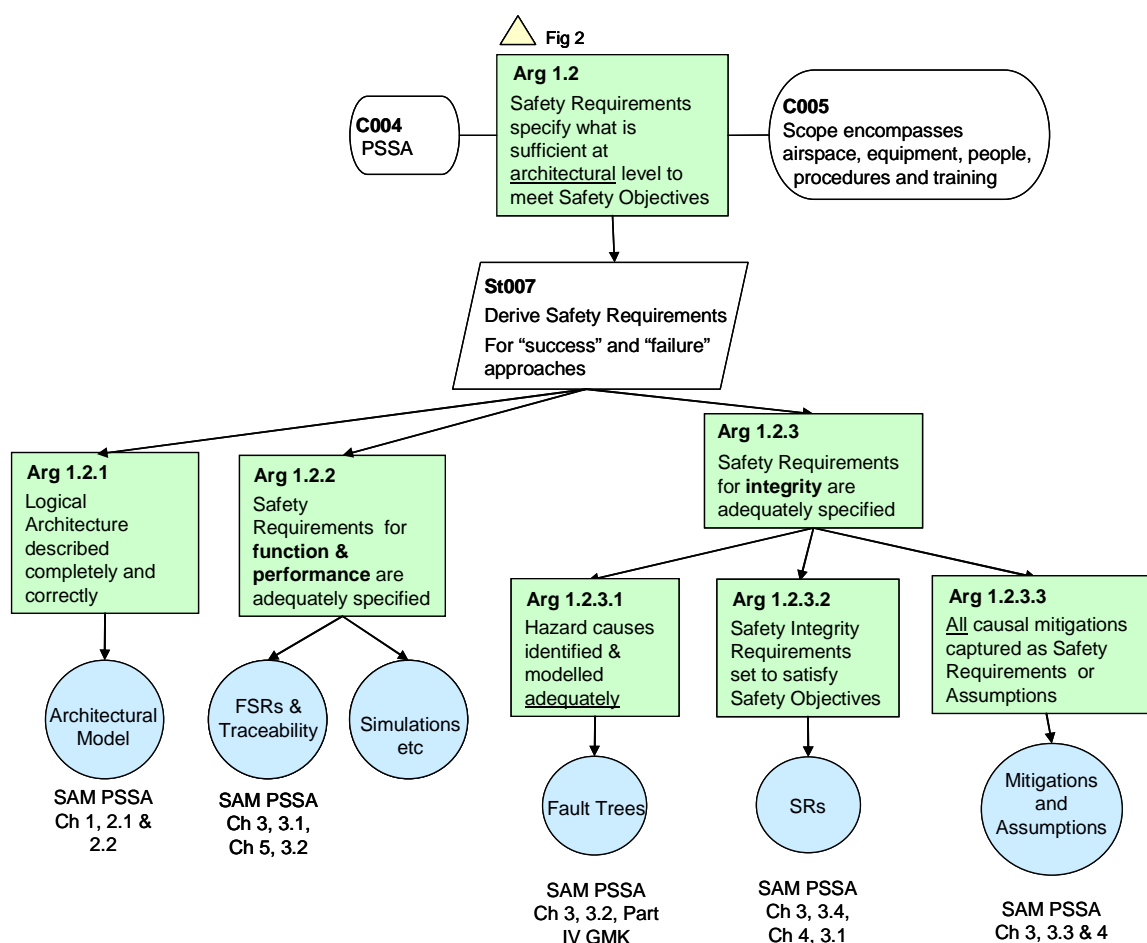 Fig 2
Arg 1.2
Safety Requirements
specify what is
sufficient at
architectural level to
meet Safety Objectives
C004
PSSA
C005
Scope encompasses
airspace, equipment, people,
procedures and training
St007
Derive Safety Requirements
For “success” and “failure”
approaches
Arg 1.2.1
Logical
Architecture
described
completely and
correctly
Arg 1.2.2
Safety
Requirements for
function &
performance are
adequately specified
Arg 1.2.3
Safety Requirements
for integrity are
adequately specified
Arg 1.2.3.1
Hazard causes
identified &
modelled
adequately
Arg 1.2.3.2
Safety Integrity
Requirements
set to satisfy
Safety Objectives
Arg 1.2.3.3
All causal mitigations
captured as Safety
Requirements or
Assumptions
Architectural
Model
FSRs &
Traceability
Simulations
etc
Fault Trees
SRs
Mitigations
and
Assumptions
SAM PSSA
Ch 1, 2.1 &
2.2
SAM PSSA
Ch 3, 3.1,
Ch 5, 3.2
SAM PSSA
Ch 3, 3.2, Part
IV GMK
SAM PSSA
Ch 3, 3.4,
Ch 4, 3.1
SAM PSSA
Ch 3, 3.3 & 4